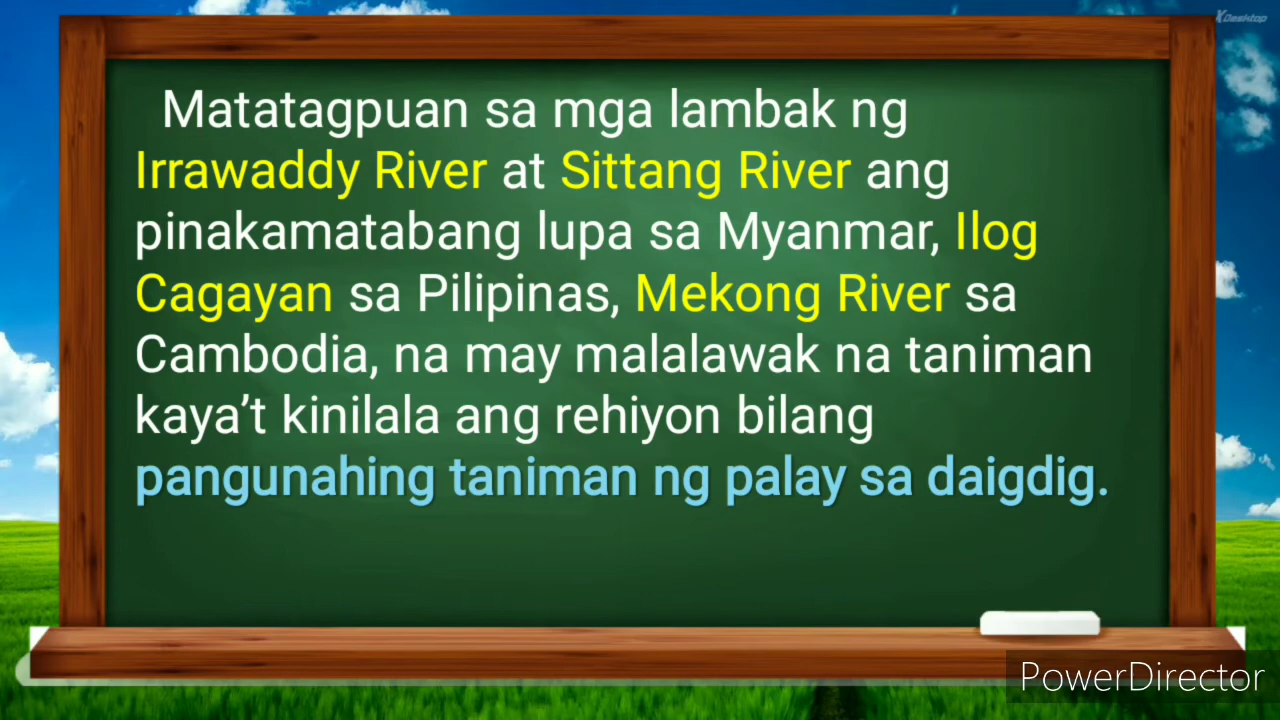 XDesktop
Matatagpuan sa mga lambak ng
Irrawaddy River at Sittang River ang
pinakamatabang lupa sa Myanmar, Ilog
Cagayan sa Pilipinas, Mekong River sa
Cambodia, na may malalawak na taniman
kaya’t kinilala ang rehiyon bilang
pangunahing taniman ng palay sa daigdig.
PowerDirector